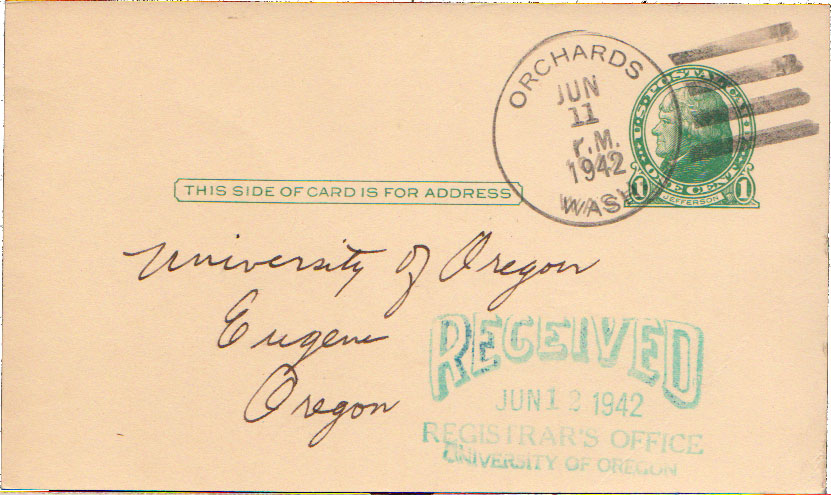 ORCHARDS
JUN
11
P.M.
1942
WASH
U.S. POSTAGE
ONE CENT
1 1
JEFFERSON
THIS SIDE OF CARD IS FOR ADDRESS
University of Oregon
Eugene
Oregon
RECEIVED
JUN 12 1942
REGISTRAR'S OFFICE
UNIVERSITY OF OREGON